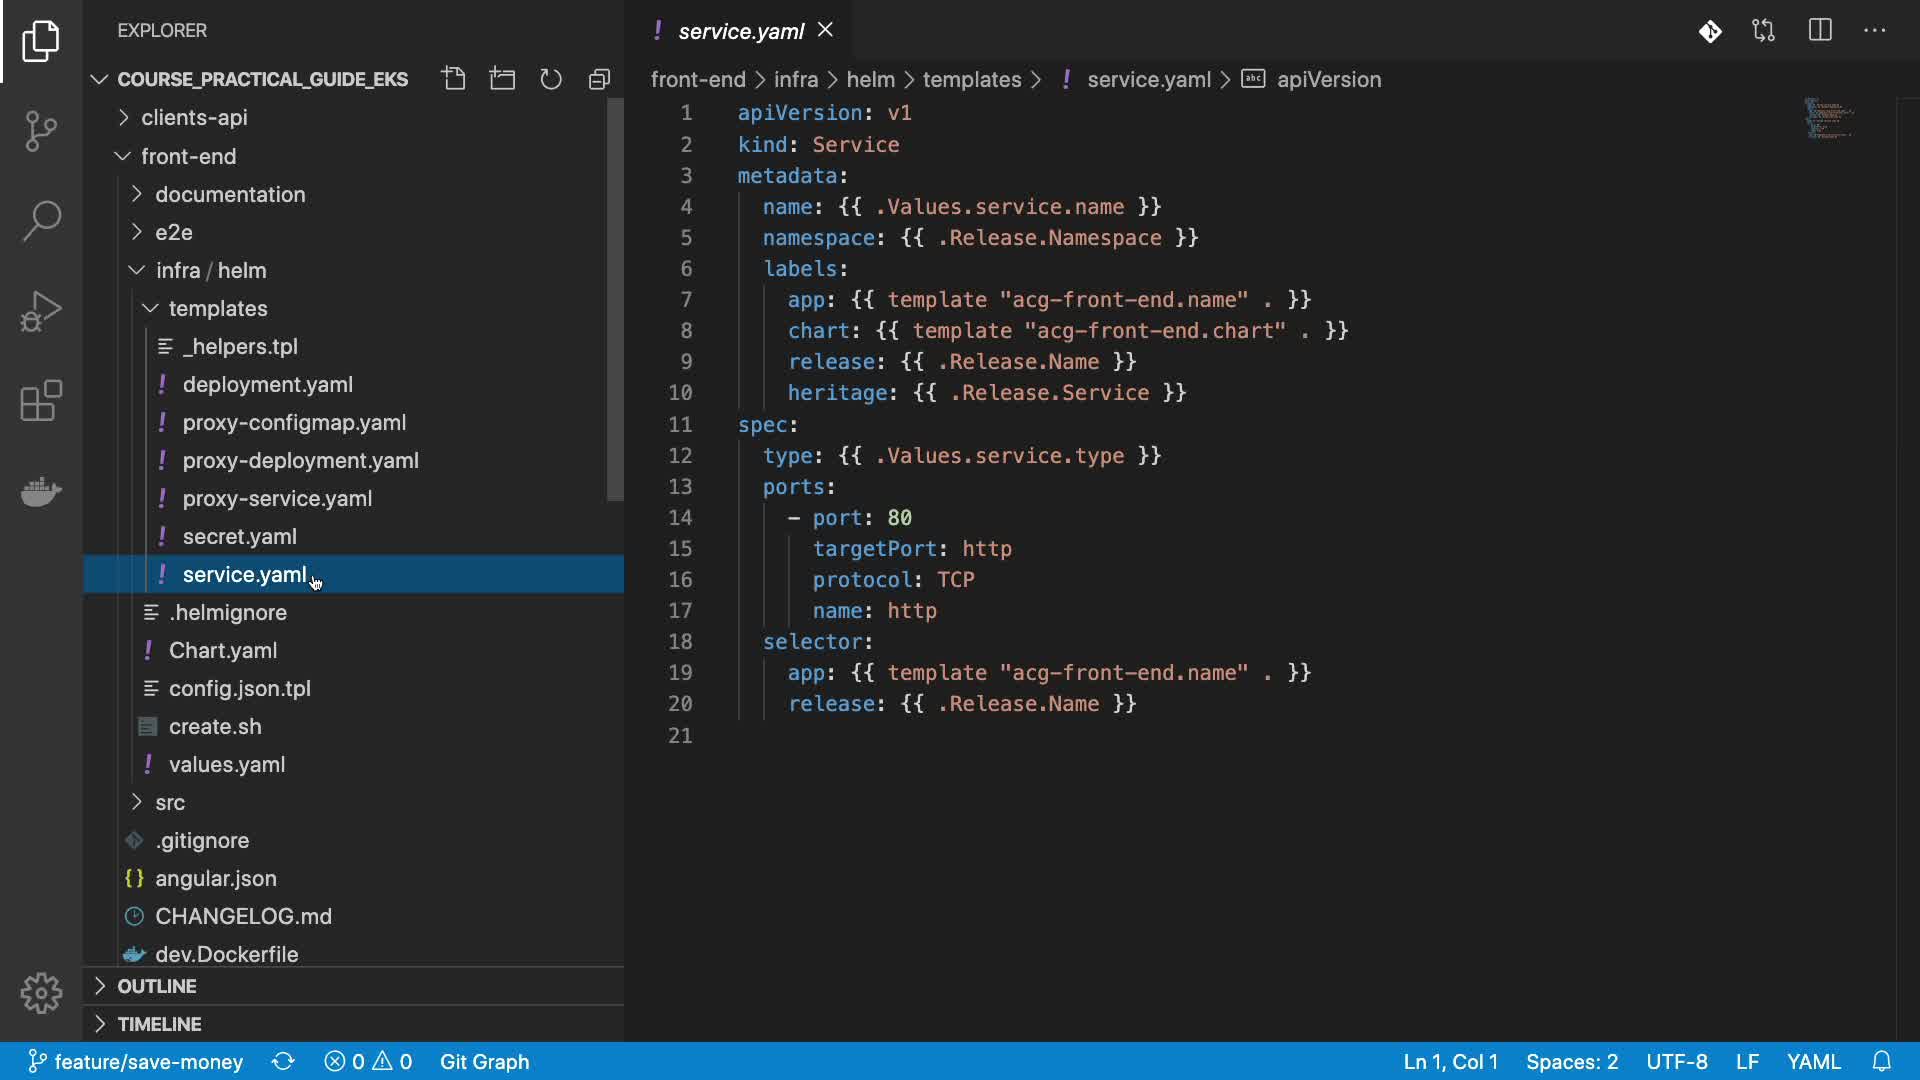 EXPLORER
COURSE_PRACTICAL_GUIDE_EKS
clients-api
front-end
documentation
e2e
infra / helm
templates
_helpers.tpl
deployment.yaml
proxy-configmap.yaml
proxy-deployment.yaml
proxy-service.yaml
secret.yaml
service.yaml
.helmignore
Chart.yaml
config.json.tpl
create.sh
values.yaml
src
.gitignore
angular.json
CHANGELOG.md
dev.Dockerfile
OUTLINE
TIMELINE
! service.yaml
front-end > infra > helm > templates > ! service.yaml > abc apiVersion
1 apiVersion: v1
2 kind: Service
3 metadata:
4 name: {{ .Values.service.name }}
5 namespace: {{ .Release.Namespace }}
6 labels:
7 app: {{ template "acg-front-end.name" . }}
8 chart: {{ template "acg-front-end.chart" . }}
9 release: {{ .Release.Name }}
10 heritage: {{ .Release.Service }}
11 spec:
12 type: {{ .Values.service.type }}
13 ports:
14 - port: 80
15 targetPort: http
16 protocol: TCP
17 name: http
18 selector:
19 app: {{ template "acg-front-end.name" . }}
20 release: {{ .Release.Name }}
21
feature/save-money 0 0 Git Graph Ln 1, Col 1 Spaces: 2 UTF-8 LF YAML